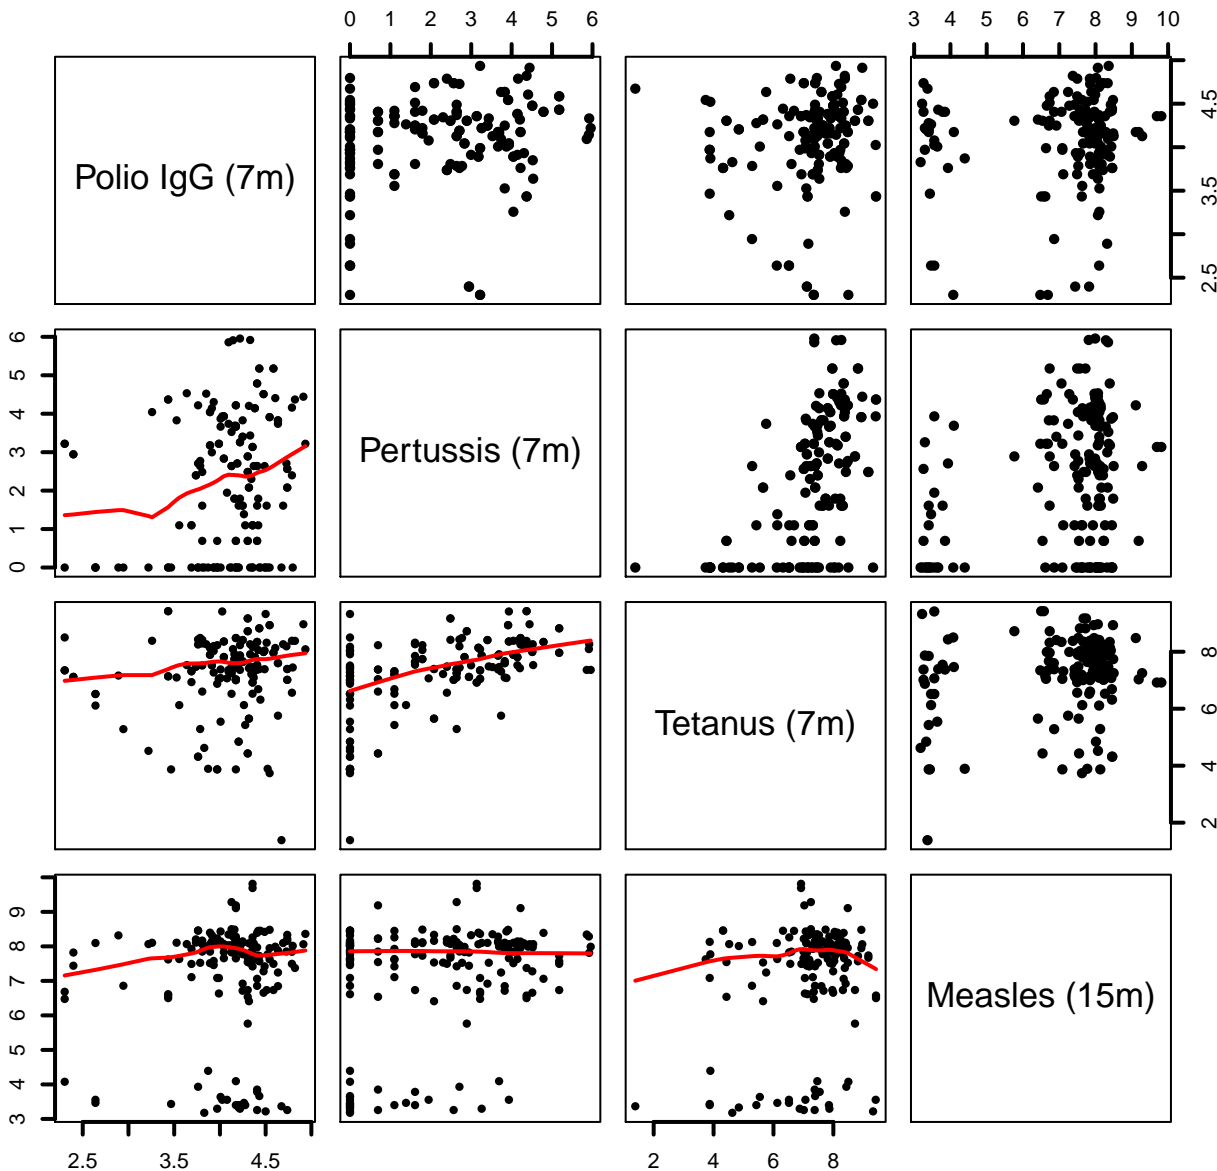 0 1 2 3 4 5 6
3 4 5 6 7 8 9 10
Polio IgG (7m)
2.5 3.5 4.5
0 1 2 3 4 5 6
Pertussis (7m)
Tetanus (7m)
2 4 6 8
3 4 5 6 7 8 9
Measles (15m)
2.5 3.5 4.5
2 4 6 8